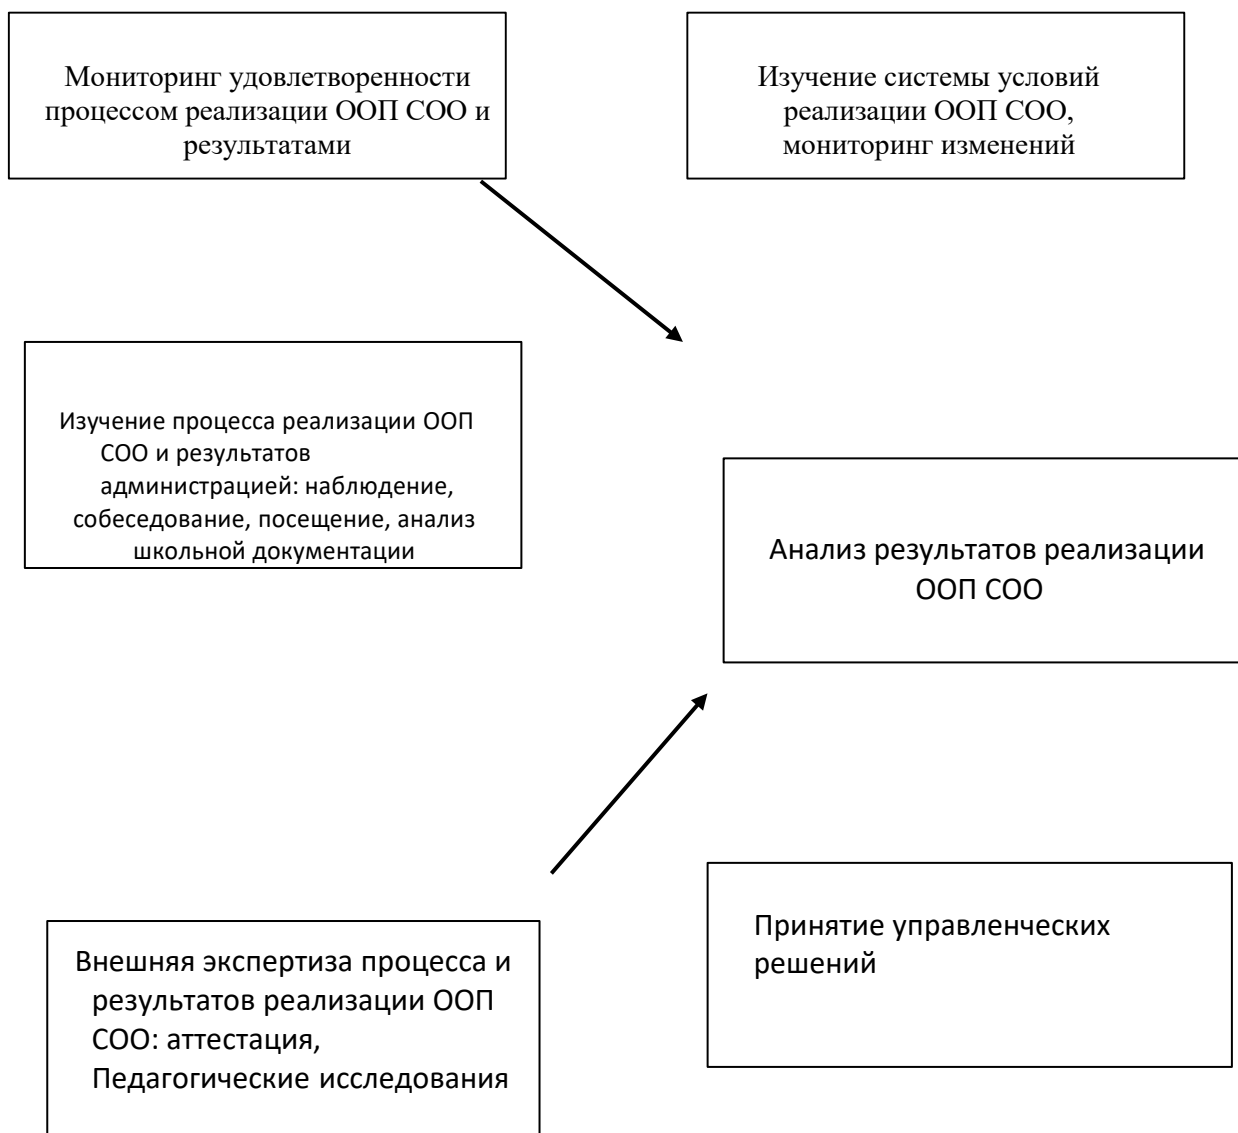 Мониторинг удовлетворенности
процессом реализации ООП СОО и
результатами
Изучение системы условий
реализации ООП СОО,
мониторинг изменений
Изучение процесса реализации ООП
СОО и результатов
администрацией: наблюдение,
собеседование, посещение, анализ
школьной документации
Анализ результатов реализации
ООП СОО
Внешняя экспертиза процесса и
результатов реализации ООП
СОО: аттестация,
Педагогические исследования
Принятие управленческих
решений